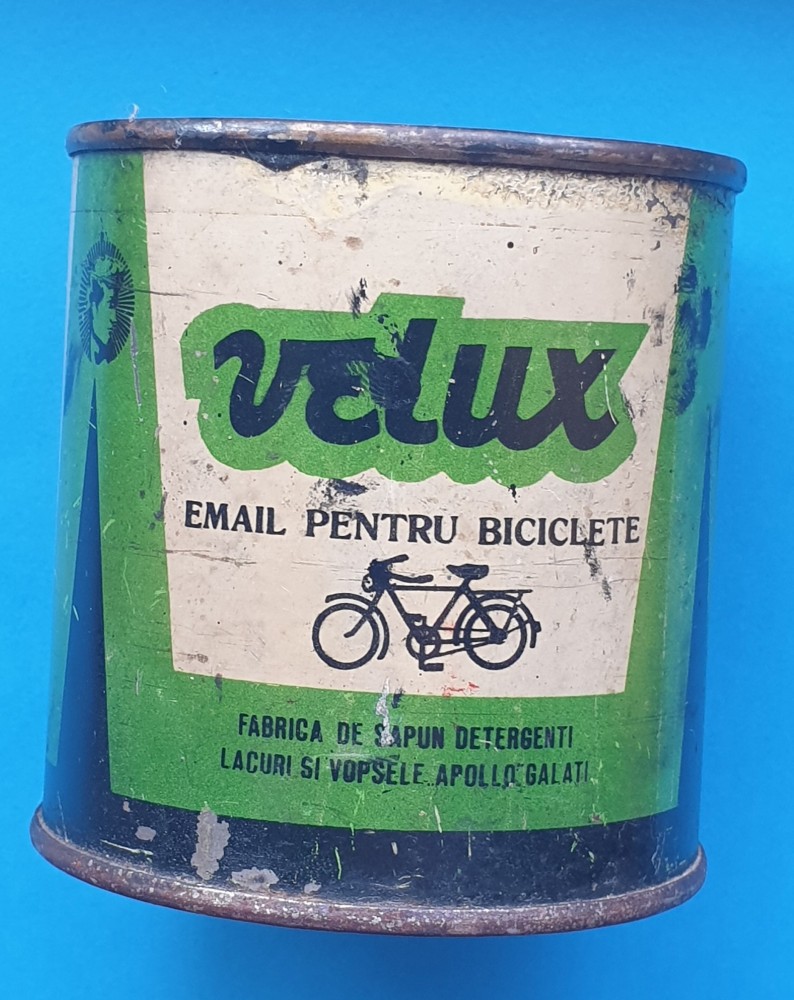 velux
EMAIL PENTRU BICICLETE
FABRICA DE SAPUN DETERGENTI
LACURI SI VOPSELE "APOLLO" GALATI